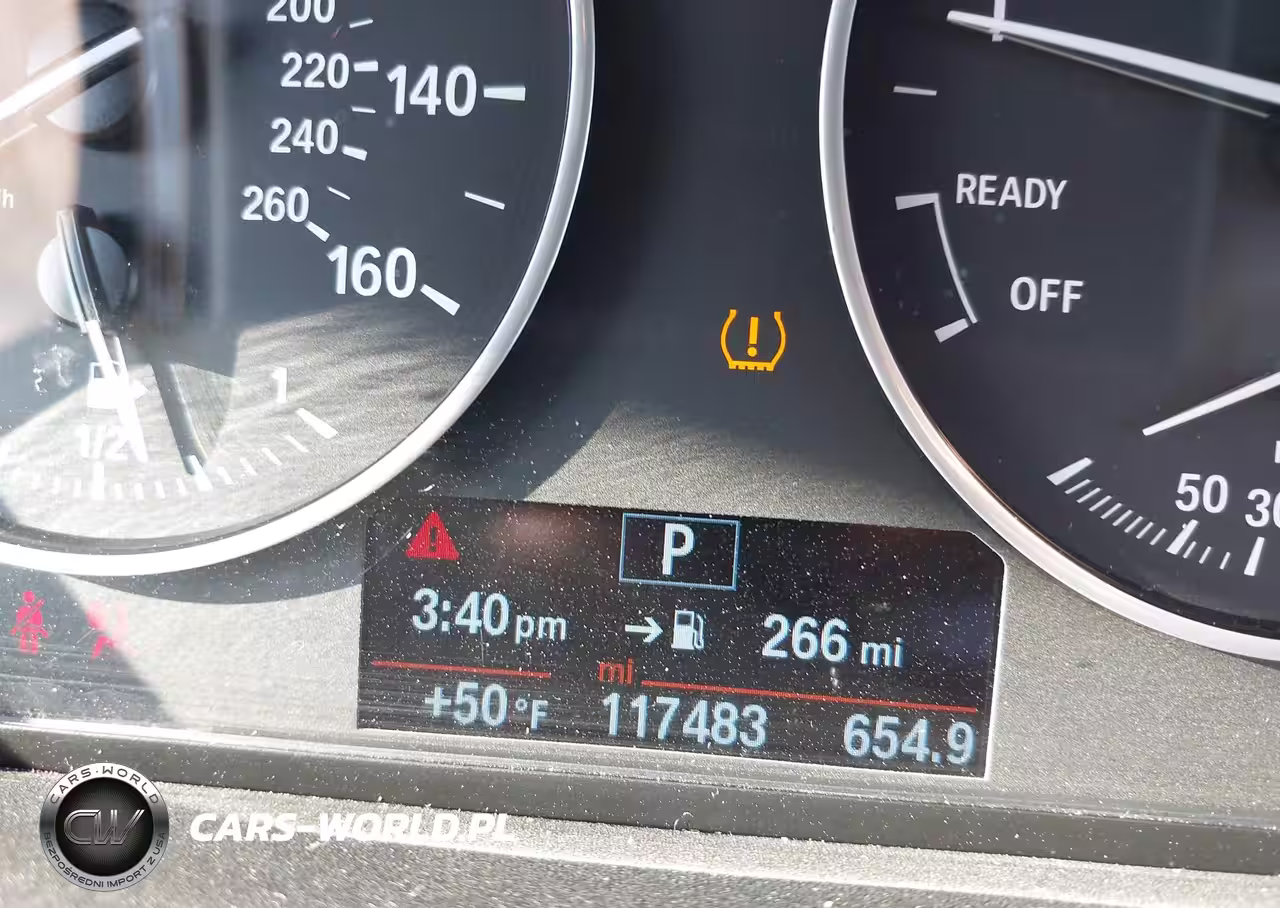 200
220
140
240
260
160
1
1/2
READY
OFF
50
P
3:40 pm
266 mi
mi
+50 °F
117483
654.9
CARS-WORLD
CW
BEZPOŚREDNI IMPORT Z USA
CARS-WORLD.PL